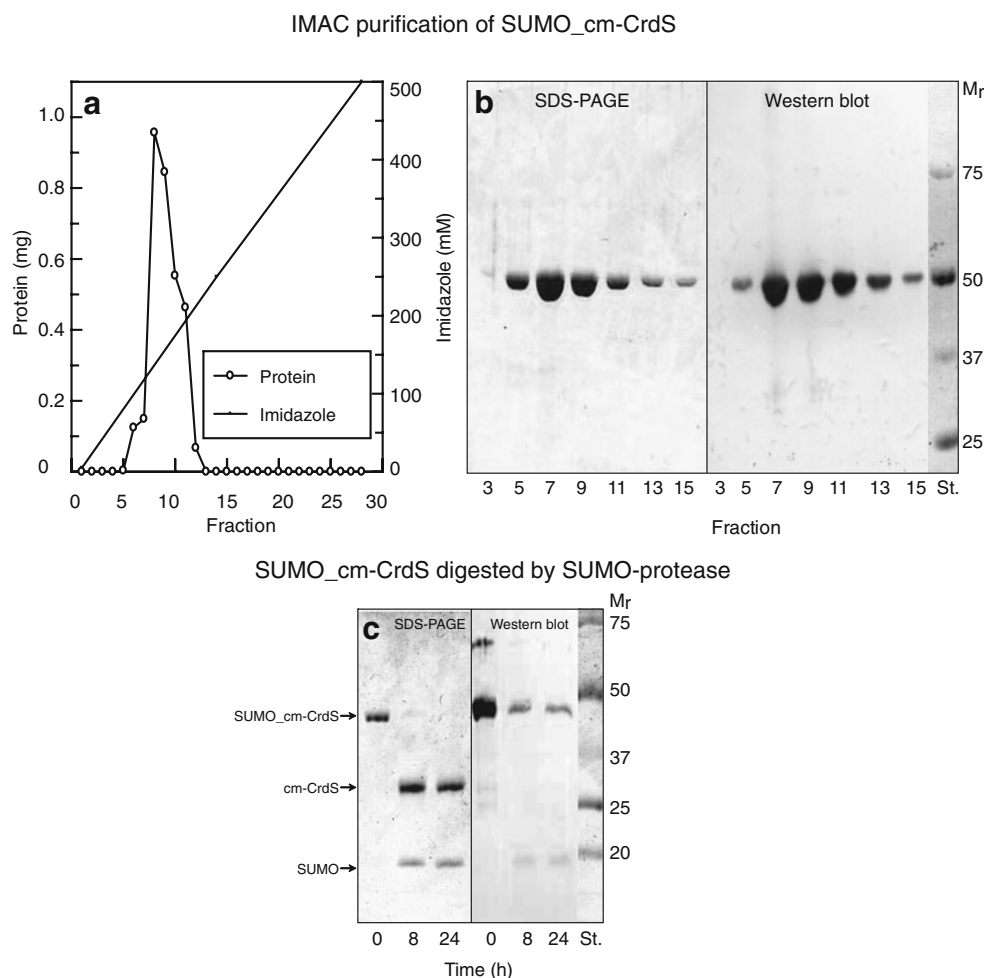 IMAC purification of SUMO_cm-CrdS
a
Protein (mg)
1.0
0.8
0.6
0.4
0.2
0
500
400
300
200
100
0
Imidazole (mM)
Protein
Imidazole
0 5 10 15 20 25 30
Fraction
b
SDS-PAGE
Western blot
Mr
75
50
37
25
3 5 7 9 11 13 15 3 5 7 9 11 13 15 St.
Fraction
SUMO_cm-CrdS digested by SUMO-protease
c
SDS-PAGE
Western blot
Mr
75
50
37
25
20
SUMO_cm-CrdS
cm-CrdS
SUMO
0 8 24 0 8 24 St.
Time (h)